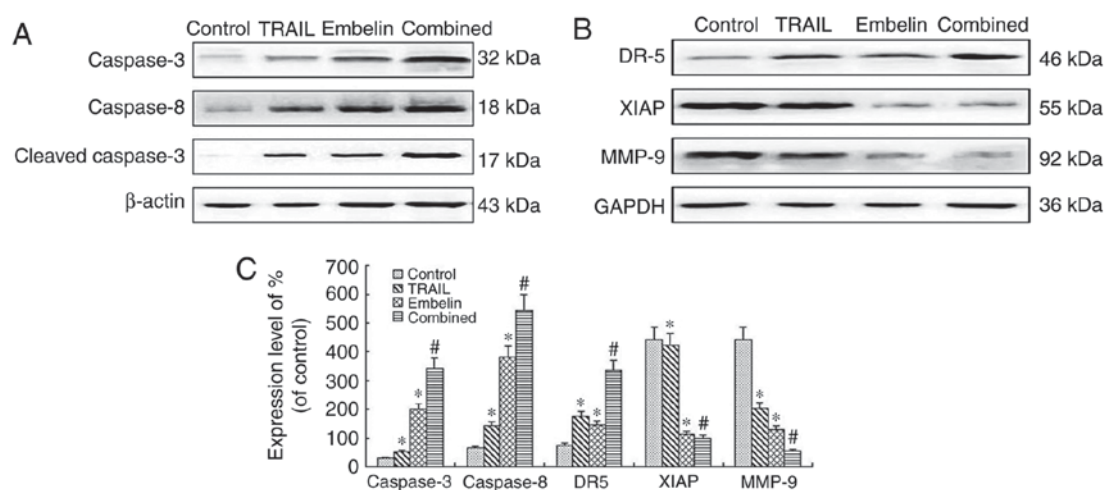 A
Control TRAIL Embelin Combined
Caspase-3 32 kDa
Caspase-8 18 kDa
Cleaved caspase-3 17 kDa
β-actin 43 kDa
B
Control TRAIL Embelin Combined
DR-5 46 kDa
XIAP 55 kDa
MMP-9 92 kDa
GAPDH 36 kDa
C
Expression level of %
(of control)
700
600
500
400
300
200
100
0
Control
TRAIL
Embelin
Combined
* * #
* * #
* * #
* * #
* * #
Caspase-3 Caspase-8 DR5 XIAP MMP-9